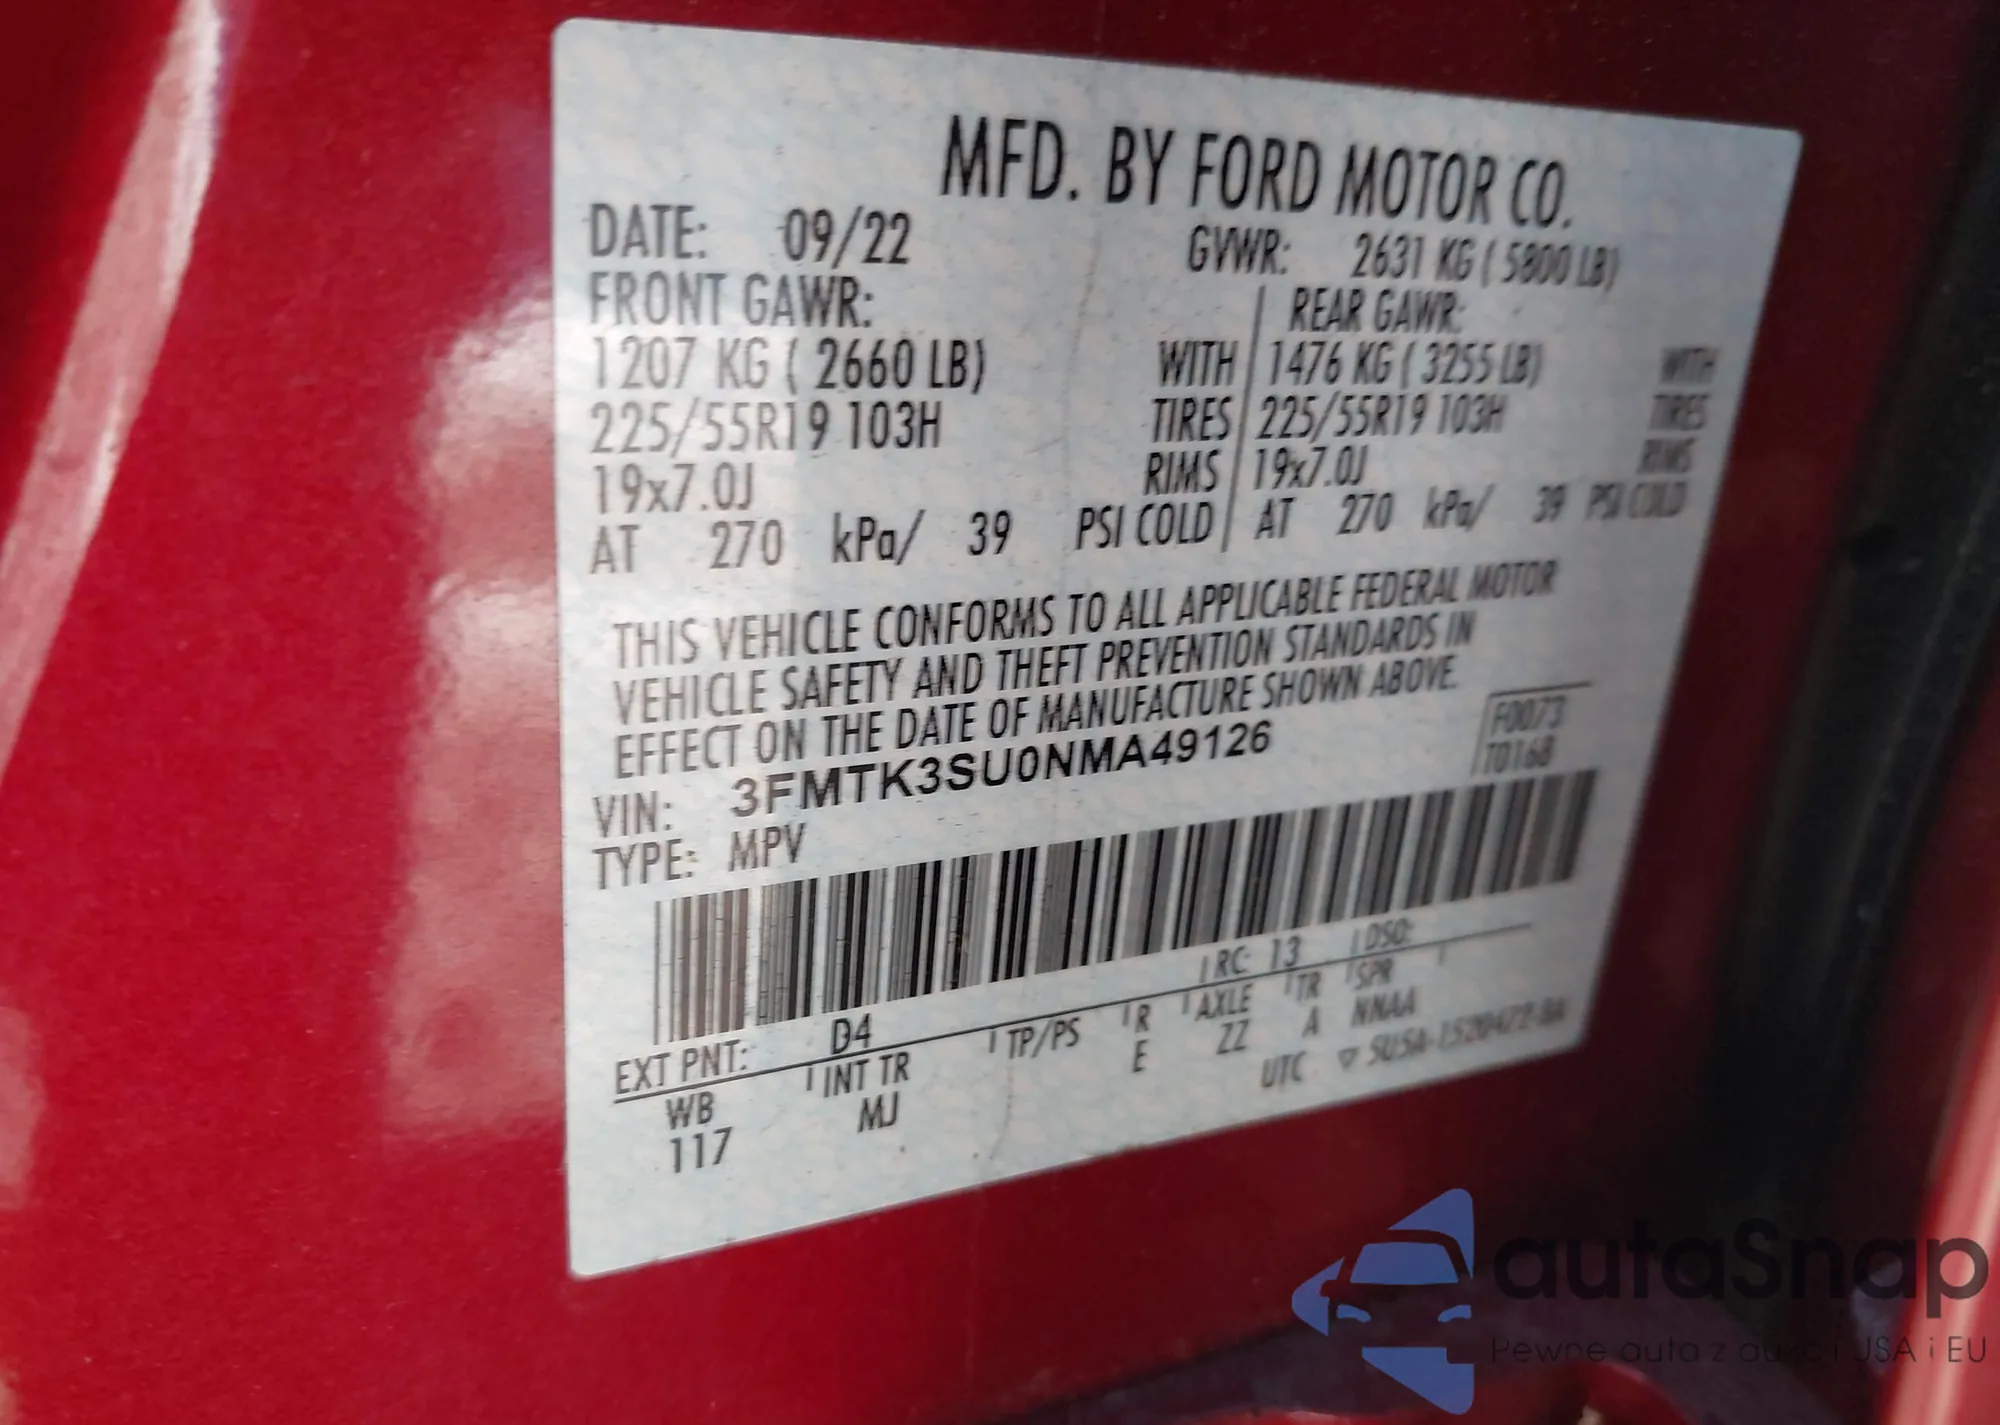 MFD. BY FORD MOTOR CO.
DATE: 09/22 GVWR: 2631 KG ( 5800 LB)
FRONT GAWR: REAR GAWR:
1207 KG ( 2660 LB) WITH 1476 KG ( 3255 LB) WITH
225/55R19 103H TIRES 225/55R19 103H TIRES
19x7.0J RIMS 19x7.0J RIMS
AT 270 kPa/ 39 PSI COLD AT 270 kPa/ 39 PSI COLD
THIS VEHICLE CONFORMS TO ALL APPLICABLE FEDERAL MOTOR
VEHICLE SAFETY AND THEFT PREVENTION STANDARDS IN
EFFECT ON THE DATE OF MANUFACTURE SHOWN ABOVE.
VIN: 3FMTK3SU0NMA49126
TYPE: MPV
F0073
T0168
EXT PNT: D4 RC: 13 DSO:
WB INT TR TP/PS R AXLE TR SPR
117 MJ E ZZ A NNAA
UTC
autaSnap
Pewne auta z aukcji USA i EU